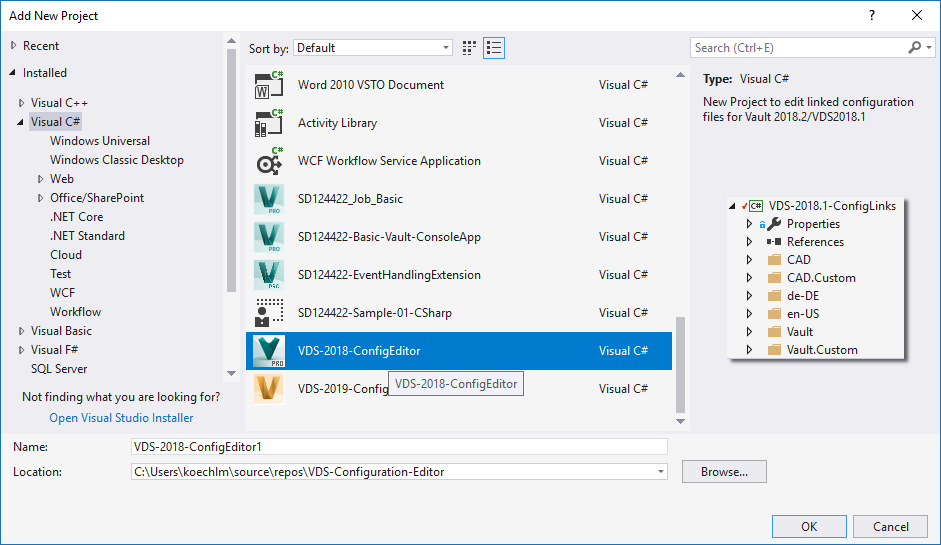 Add New Project
?
Recent
Installed
Visual C++
Visual C#
Windows Universal
Windows Classic Desktop
Web
Office/SharePoint
.NET Core
.NET Standard
Cloud
Test
WCF
Workflow
Visual Basic
Visual F#
SQL Server
Not finding what you are looking for?
Open Visual Studio Installer
Sort by: Default
C# W Word 2010 VSTO Document Visual C#
C# Activity Library Visual C#
C# WCF Workflow Service Application Visual C#
PRO SD124422_Job_Basic Visual C#
PRO SD124422-Basic-Vault-ConsoleApp Visual C#
PRO SD124422-EventHandlingExtension Visual C#
SD124422-Sample-01-CSharp Visual C#
PRO VDS-2018-ConfigEditor Visual C#
VDS-2019-Config Visual C#
VDS-2018-ConfigEditor
Search (Ctrl+E)
Type: Visual C#
New Project to edit linked configuration
files for Vault 2018.2/VDS2018.1
C# VDS-2018.1-ConfigLinks
Properties
References
CAD
CAD.Custom
de-DE
en-US
Vault
Vault.Custom
Name: VDS-2018-ConfigEditor1
Location: C:\Users\koechlm\source\repos\VDS-Configuration-Editor
Browse...
OK Cancel